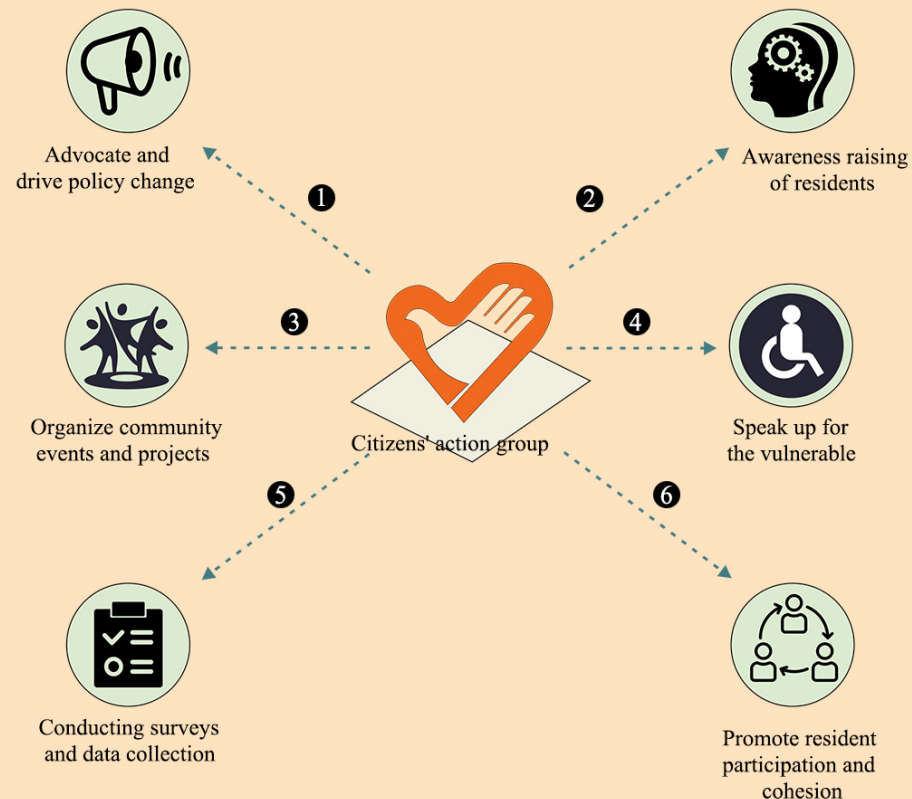 Advocate and
drive policy change
Awareness raising
of residents
1
2
3
4
Organize community
events and projects
Citizens' action group
Speak up for
the vulnerable
5
6
Conducting surveys
and data collection
Promote resident
participation and
cohesion